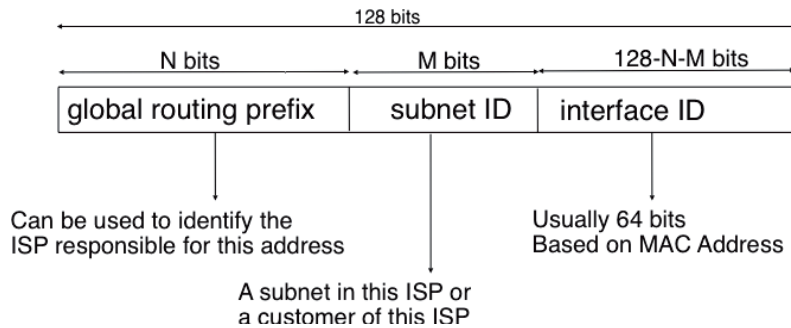 128 bits
N bits M bits 128-N-M bits
global routing prefix subnet ID interface ID
Can be used to identify the
ISP responsible for this address
Usually 64 bits
Based on MAC Address
A subnet in this ISP or
a customer of this ISP